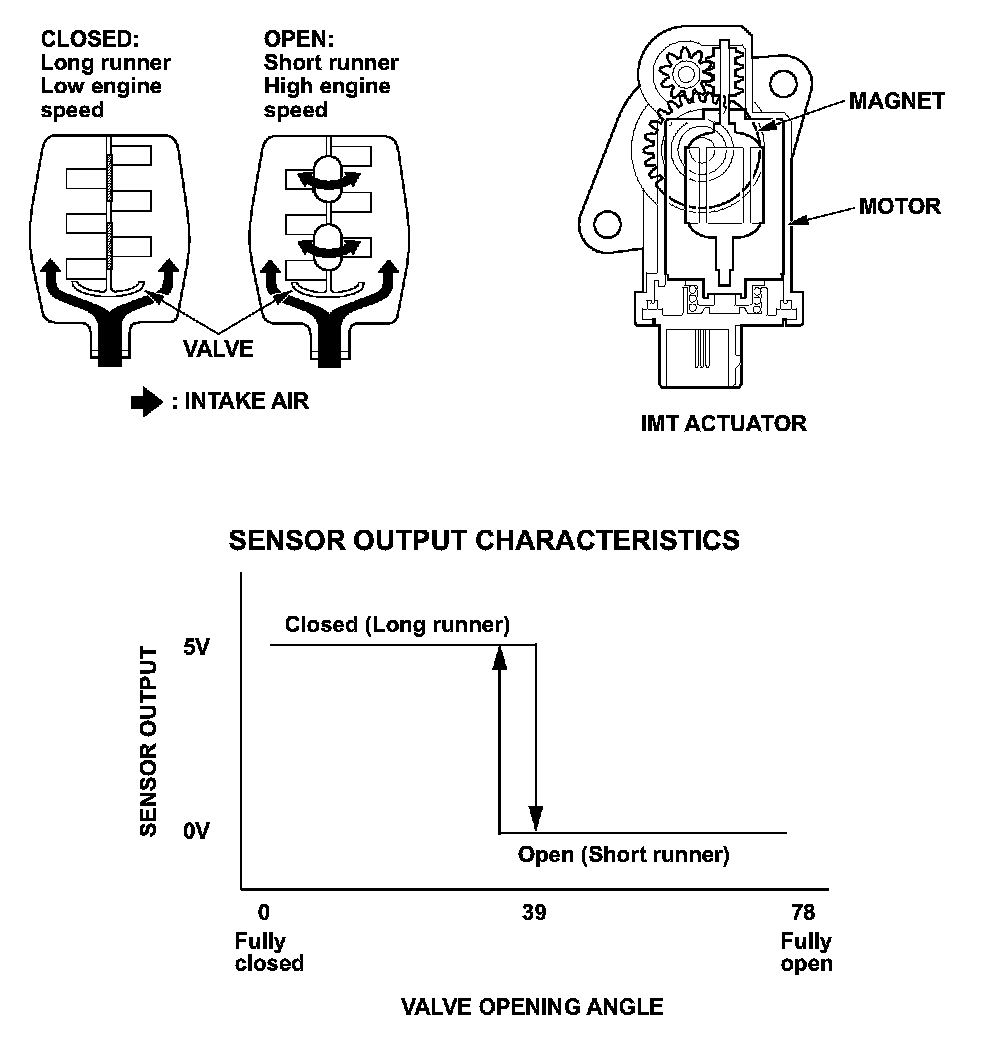 CLOSED:
Long runner
Low engine
speed
OPEN:
Short runner
High engine
speed
VALVE
: INTAKE AIR
MAGNET
MOTOR
IMT ACTUATOR
SENSOR OUTPUT CHARACTERISTICS
SENSOR OUTPUT
5V
0V
Closed (Long runner)
Open (Short runner)
0
Fully
closed
39
78
Fully
open
VALVE OPENING ANGLE